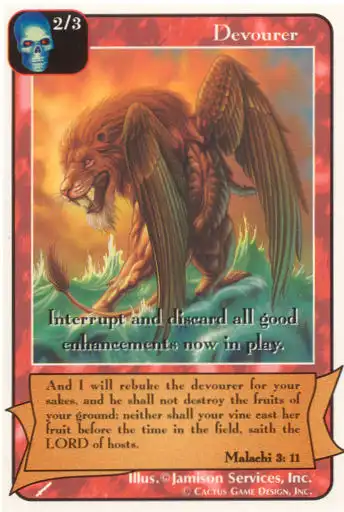 2/3
Devourer
Interrupt and discard all good
enhancements now in play.
And I will rebuke the devourer for your
sakes, and he shall not destroy the fruits of
your ground; neither shall your vine cast her
fruit before the time in the field, saith the
LORD of hosts.
Malachi 3: 11
Illus.©Jamison Services, Inc.
© CACTUS GAME DESIGN, INC.